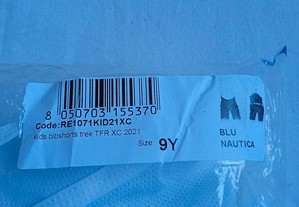 8 050703 155370
Code:RE1071KID21XC
kids bibshorts trek TFR XC 2021
Size: 9Y
BLU
NAUTICA